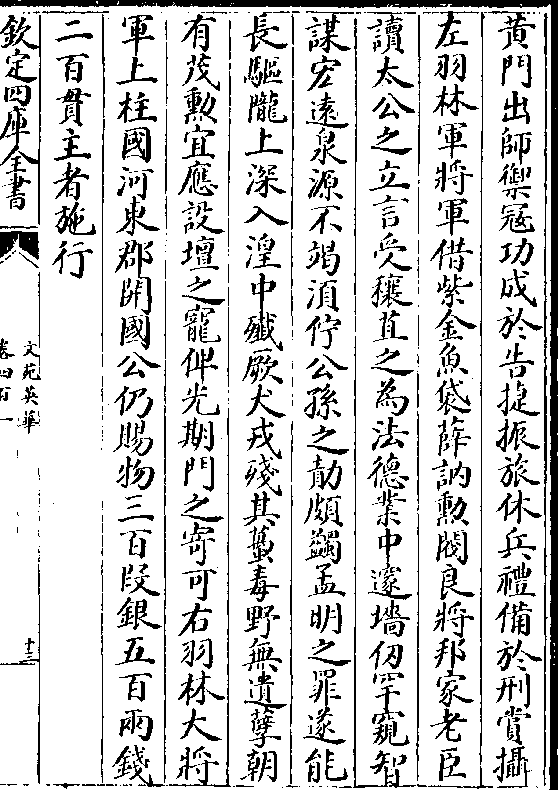 黄門出師禦冦功成於告捷振旅休兵禮備於刑賞攝
左羽林軍將軍借紫金魚袋薛訥勲閥良將邦家老臣
讀太公之立言受穰苴之為法德業中邃墻仞罕窺智
謀宏遠泉源不竭湏佇公孫之効頗蠲孟明之罪遂能
長驅隴上深入湟中殱厥犬戎殘其蠆毒野無遺孽朝
有茂勲宜應設壇之寵俾光期門之寄可右羽林大將
軍上柱國河東郡開國公仍賜物三百叚銀五百兩錢
二百貫主者施行
欽定四庫全書
文苑英華
卷四百一
十三